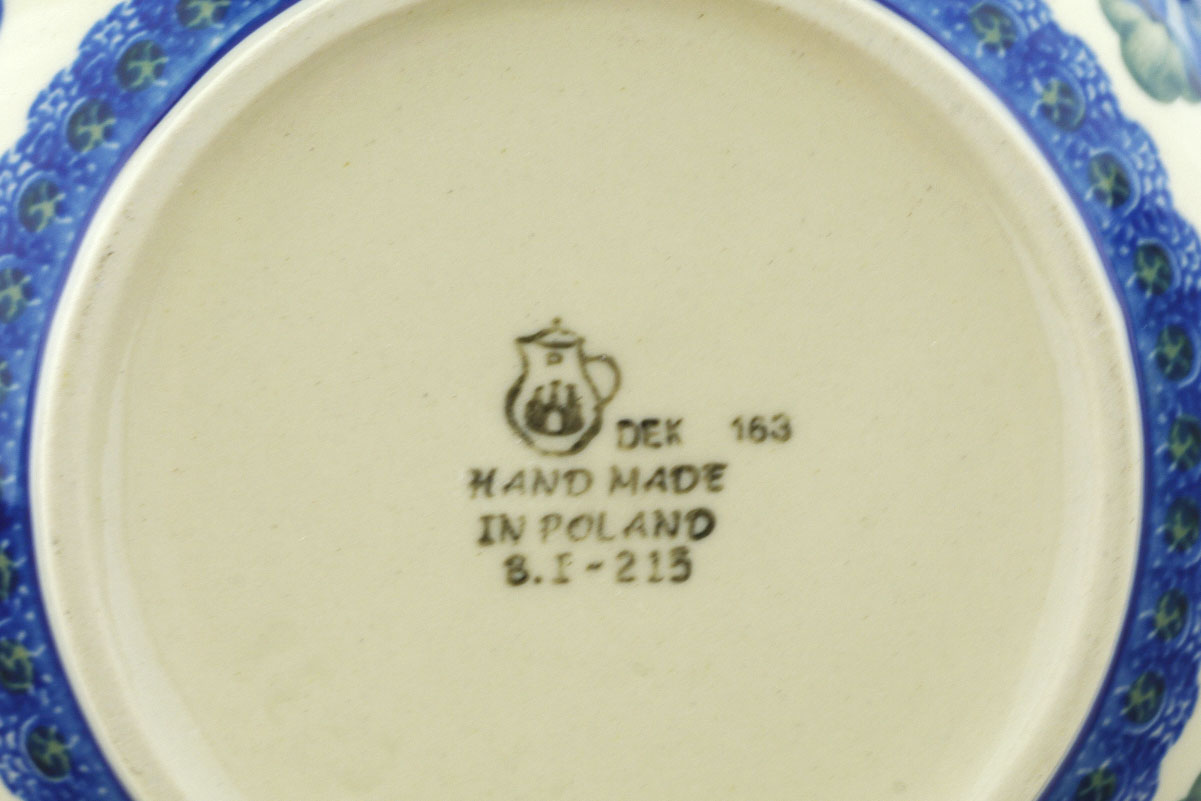 DEK 163
HAND MADE
IN POLAND
B.I-215